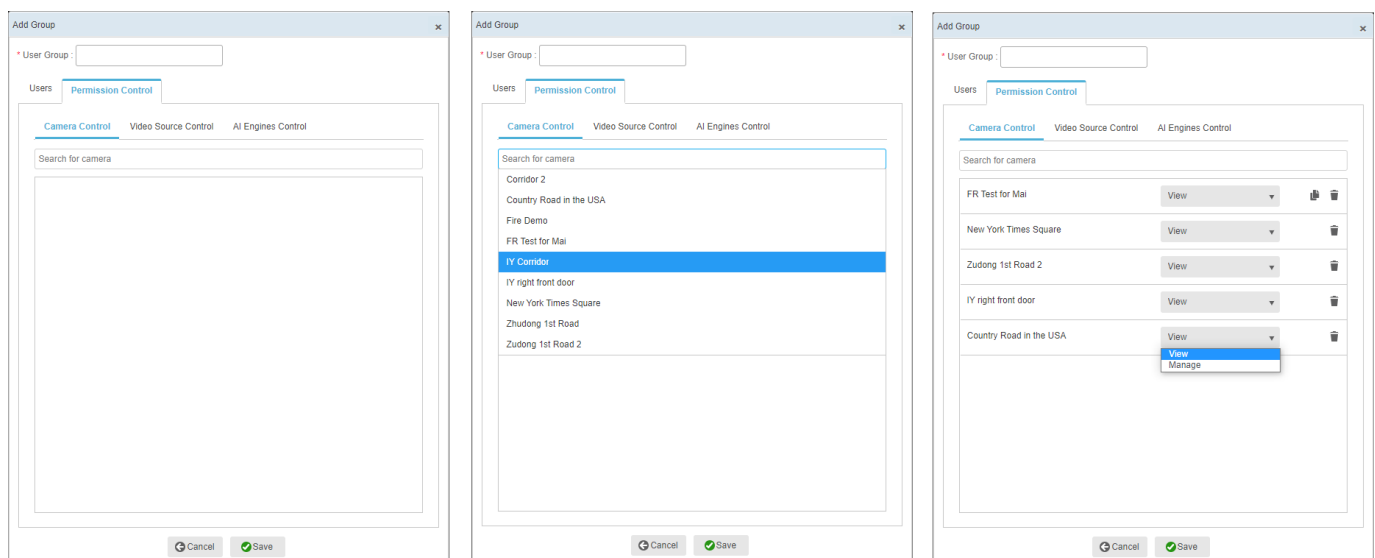 Add Group ×
* User Group :
Users Permission Control
Camera Control Video Source Control AI Engines Control
Search for camera
Cancel Save
Add Group ×
* User Group :
Users Permission Control
Camera Control Video Source Control AI Engines Control
Search for camera
Corridor 2
Country Road in the USA
Fire Demo
FR Test for Mai
IY Corridor
IY right front door
New York Times Square
Zhudong 1st Road
Zudong 1st Road 2
Cancel Save
Add Group ×
* User Group :
Users Permission Control
Camera Control Video Source Control AI Engines Control
Search for camera
FR Test for Mai View
New York Times Square View
Zudong 1st Road 2 View
IY right front door View
Country Road in the USA View
View
Manage
Cancel Save